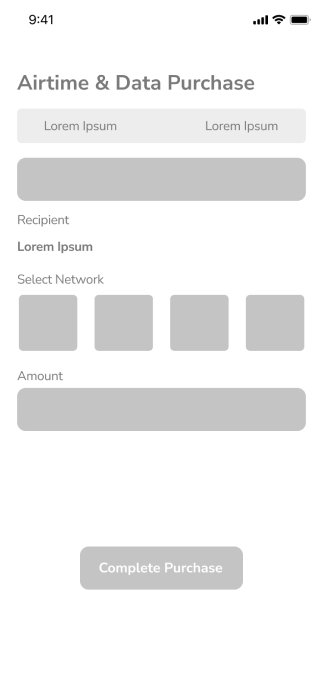 9:41
Airtime & Data Purchase
Lorem Ipsum Lorem Ipsum
Recipient
Lorem Ipsum
Select Network
Amount
Complete Purchase